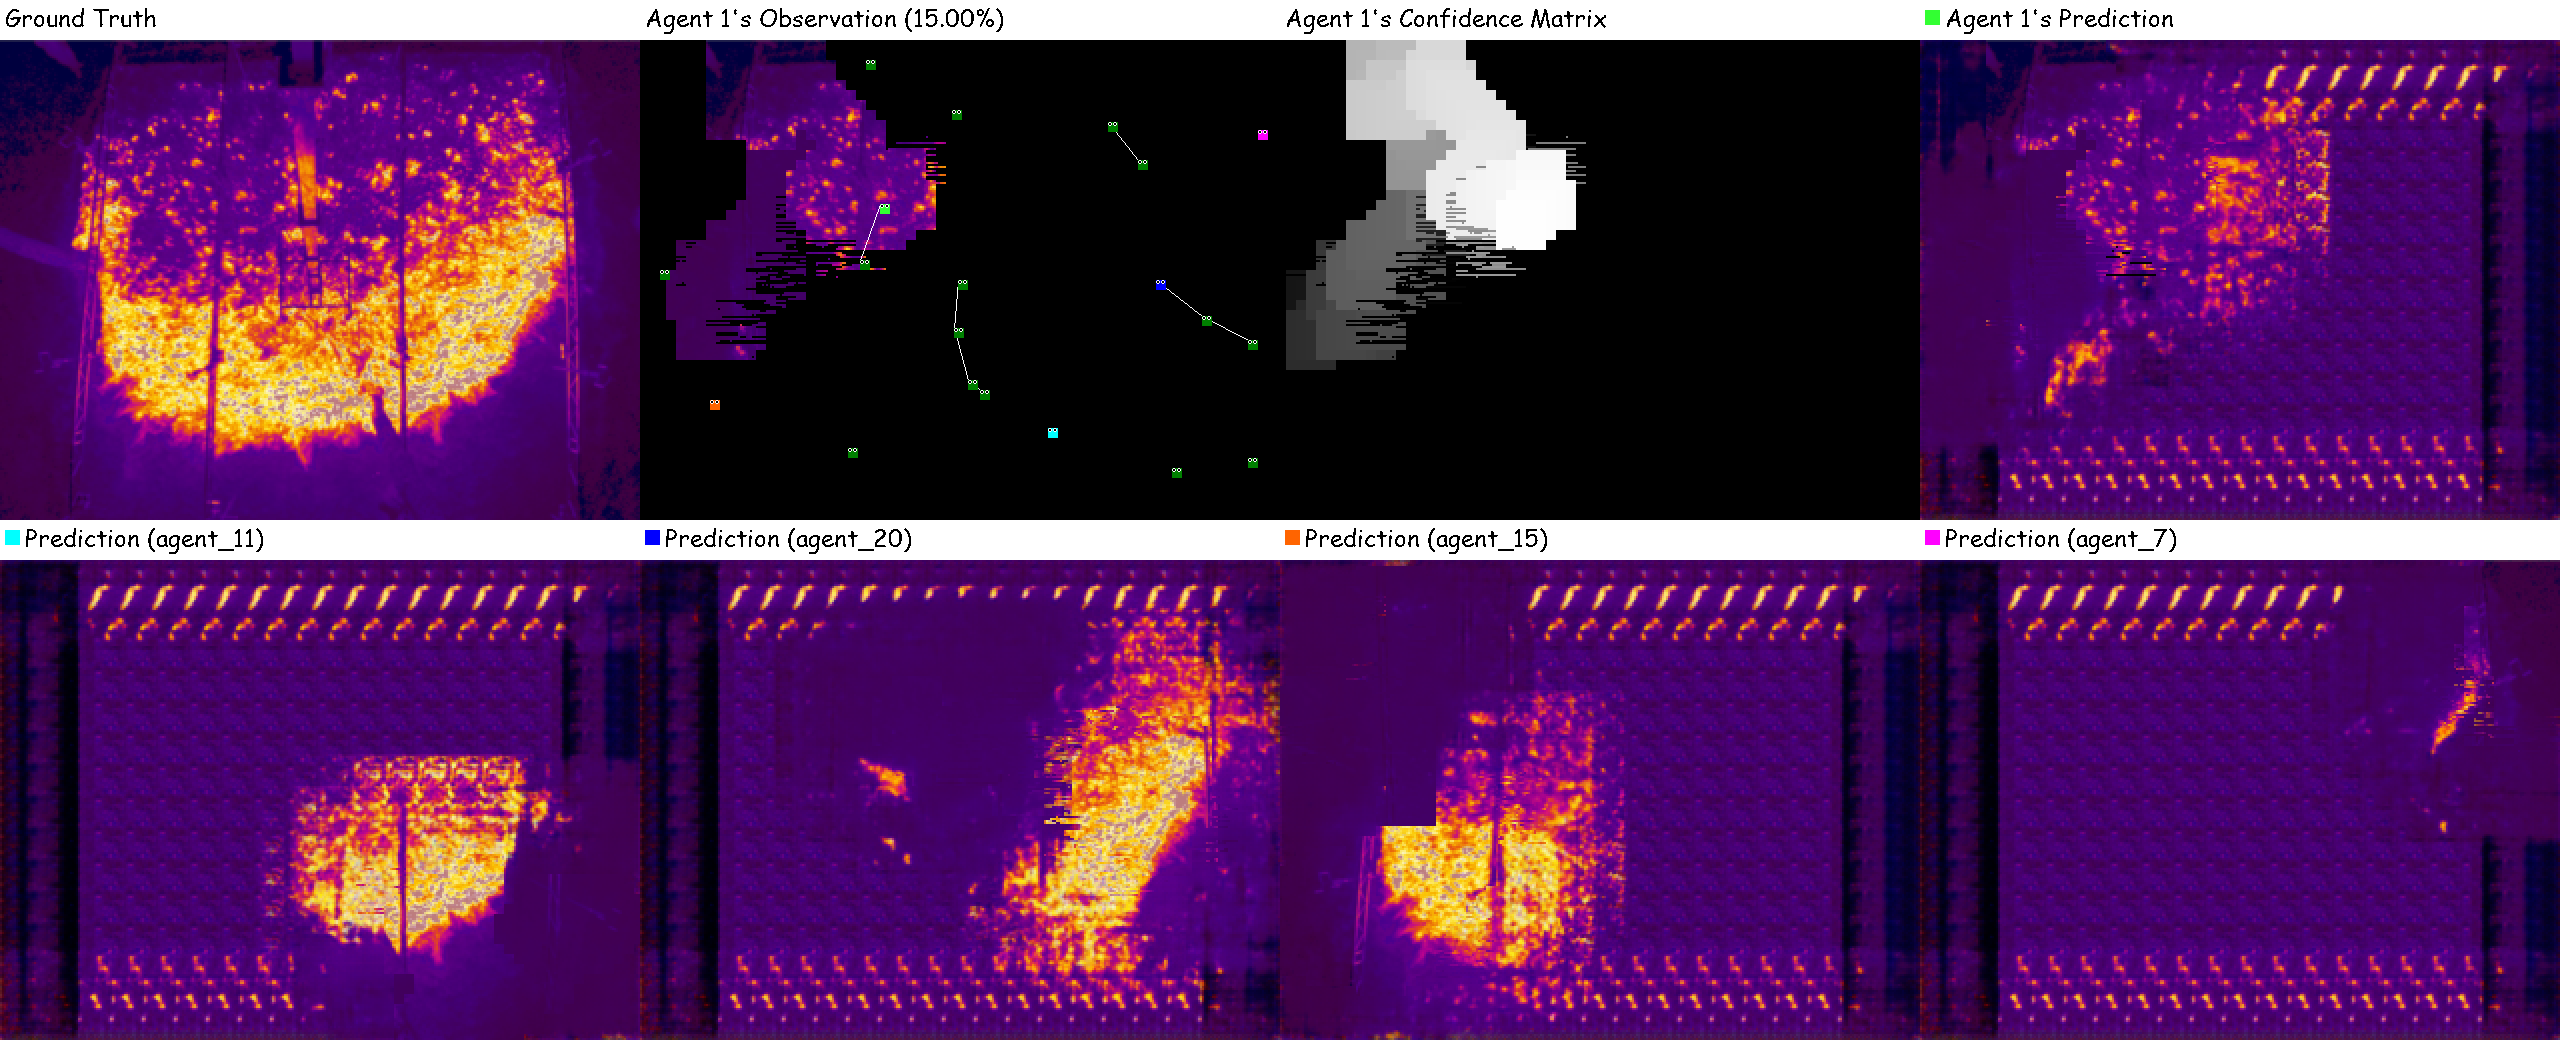 Ground Truth
Agent 1's Observation (15.00%)
Agent 1's Confidence Matrix
Agent 1's Prediction
Prediction (agent_11)
Prediction (agent_20)
Prediction (agent_15)
Prediction (agent_7)